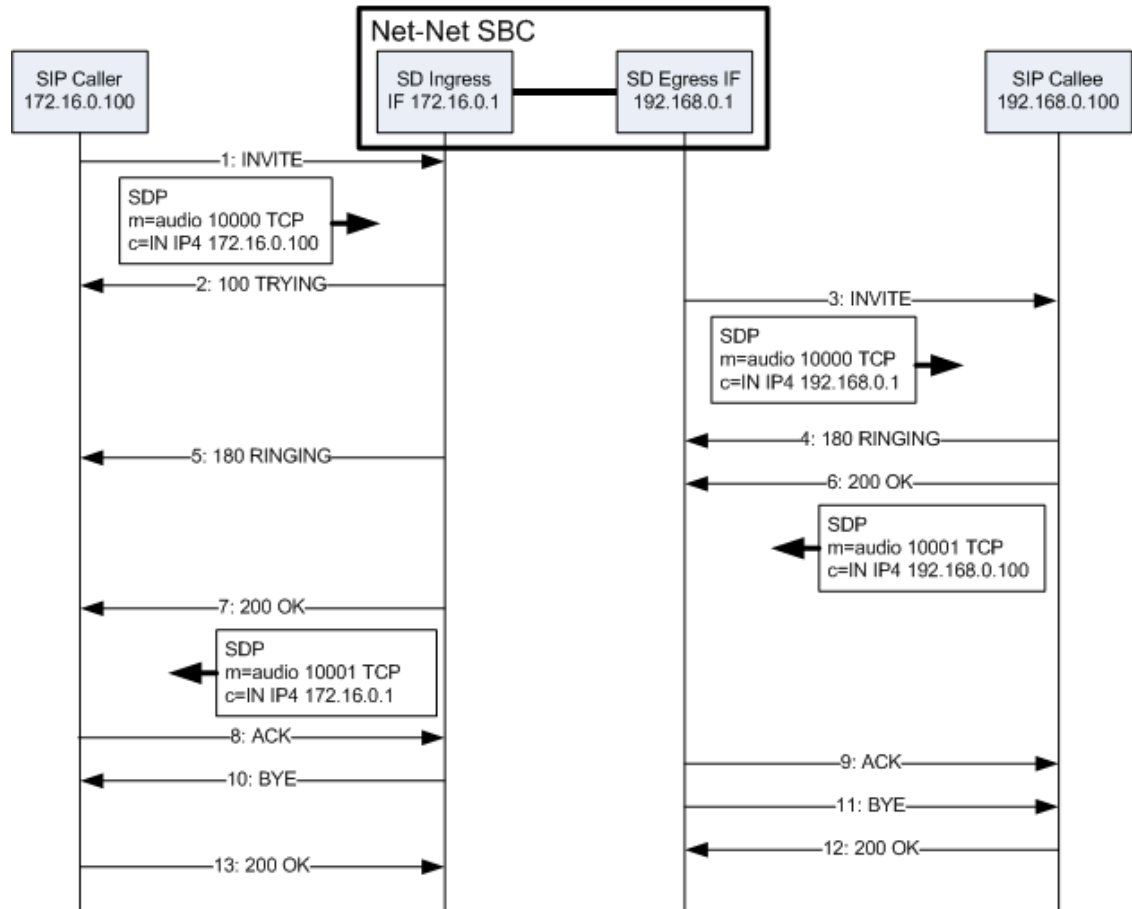 Net-Net SBC
SIP Caller
172.16.0.100
SD Ingress
IF 172.16.0.1
SD Egress IF
192.168.0.1
SIP Callee
192.168.0.100
1: INVITE
SDP
m=audio 10000 TCP
c=IN IP4 172.16.0.100
2: 100 TRYING
3: INVITE
SDP
m=audio 10000 TCP
c=IN IP4 192.168.0.1
4: 180 RINGING
5: 180 RINGING
6: 200 OK
SDP
m=audio 10001 TCP
c=IN IP4 192.168.0.100
7: 200 OK
SDP
m=audio 10001 TCP
c=IN IP4 172.16.0.1
8: ACK
9: ACK
10: BYE
11: BYE
12: 200 OK
13: 200 OK